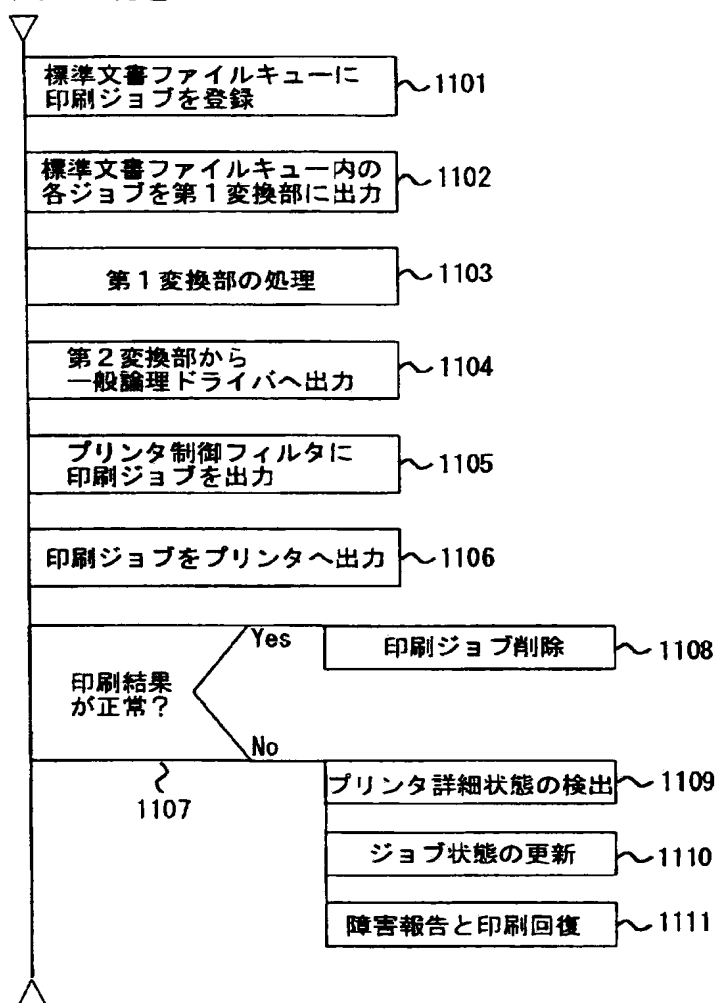 標準文書ファイルキューに
印刷ジョブを登録
1101
標準文書ファイルキュー内の
各ジョブを第1変換部に出力
1102
第1変換部の処理
1103
第2変換部から
一般論理ドライバへ出力
1104
プリンタ制御フィルタに
印刷ジョブを出力
1105
印刷ジョブをプリンタへ出力
1106
印刷結果
が正常?
1107
Yes
印刷ジョブ削除
1108
No
プリンタ詳細状態の検出
1109
ジョブ状態の更新
1110
障害報告と印刷回復
1111